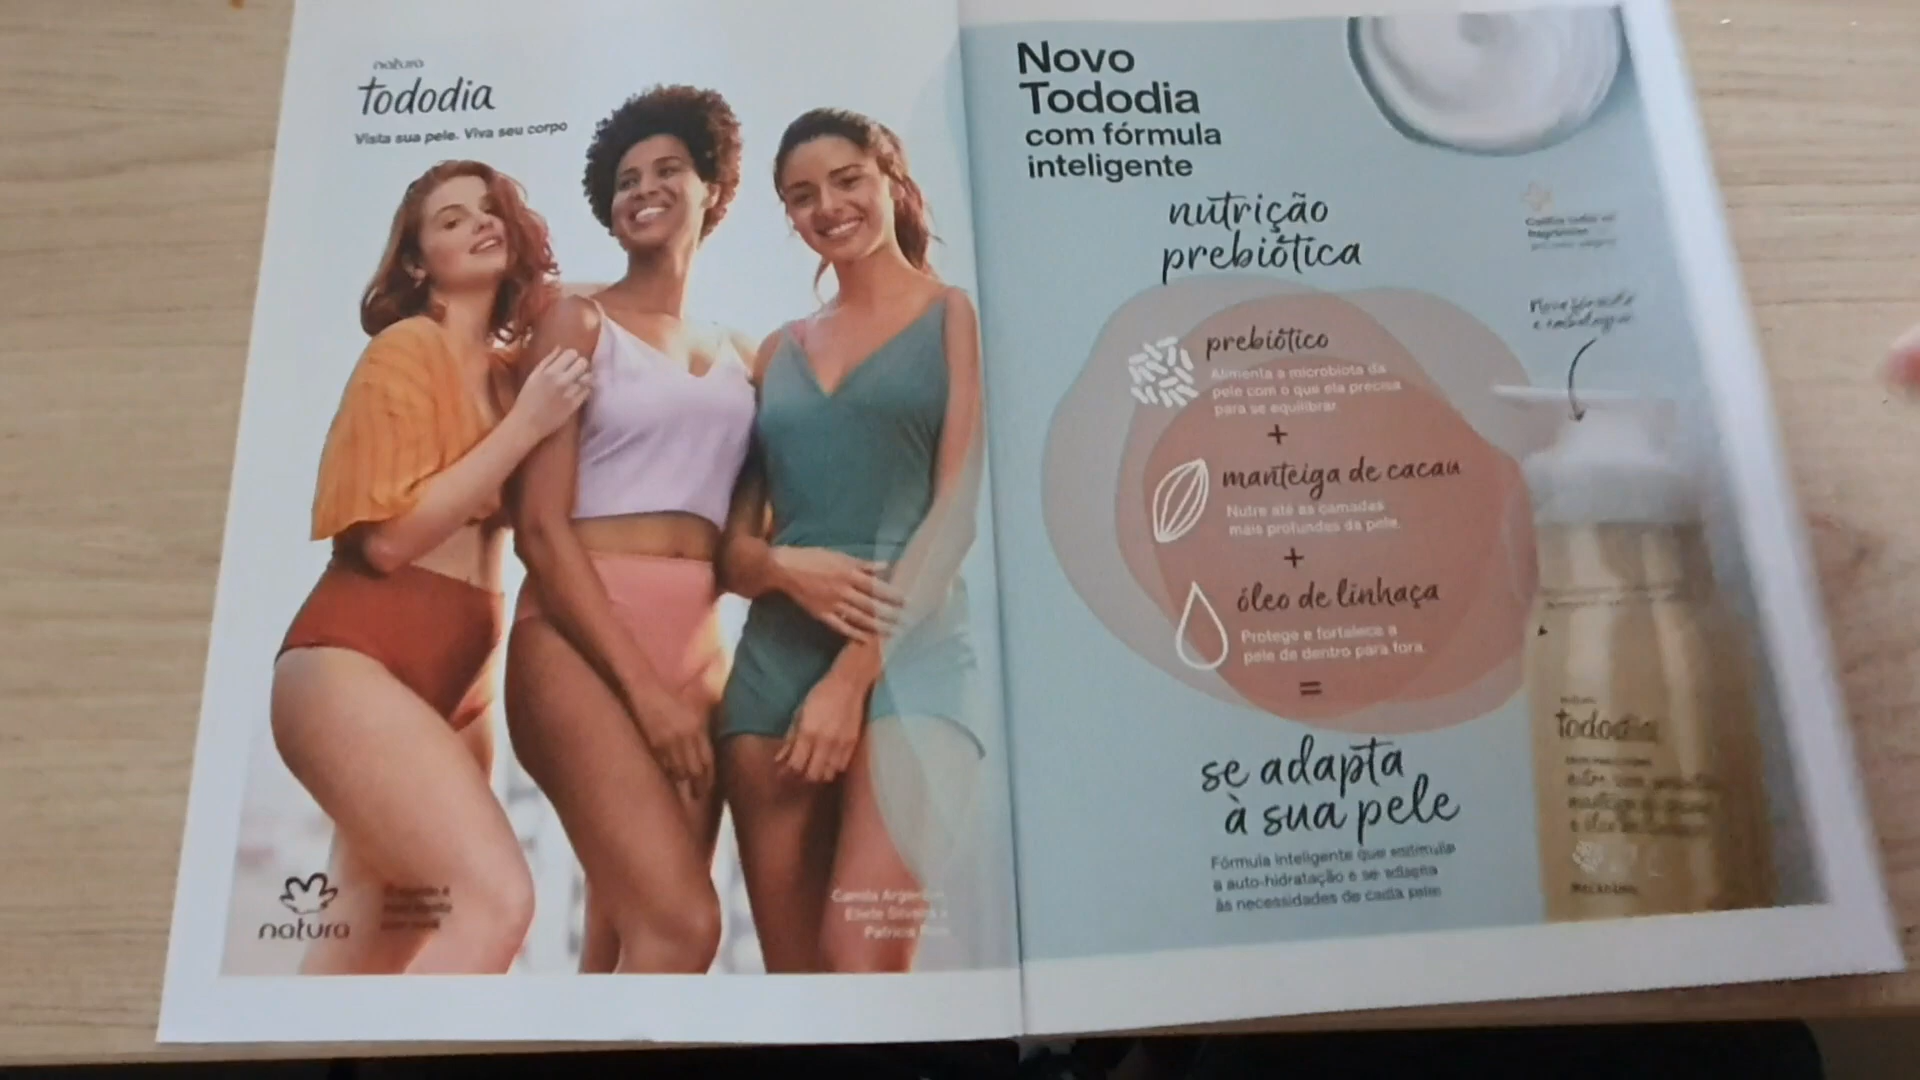 natura
tododia
Vista sua pele. Viva seu corpo
natura
Novo
Tododia
com fórmula
inteligente
nutrição
prebiótica
prebiótico
Alimenta a microbiota da
pele com o que ela precisa
para se equilibrar.
+
manteiga de cacau
Nutre até as camadas
mais profundas da pele.
+
óleo de linhaça
Protege e fortalece a
pele de dentro para fora.
=
se adapta
à sua pele
Fórmula inteligente que estimula
a auto-hidratação e se adapta
às necessidades de cada pele
Nova fórmula
e embalagem
tododia